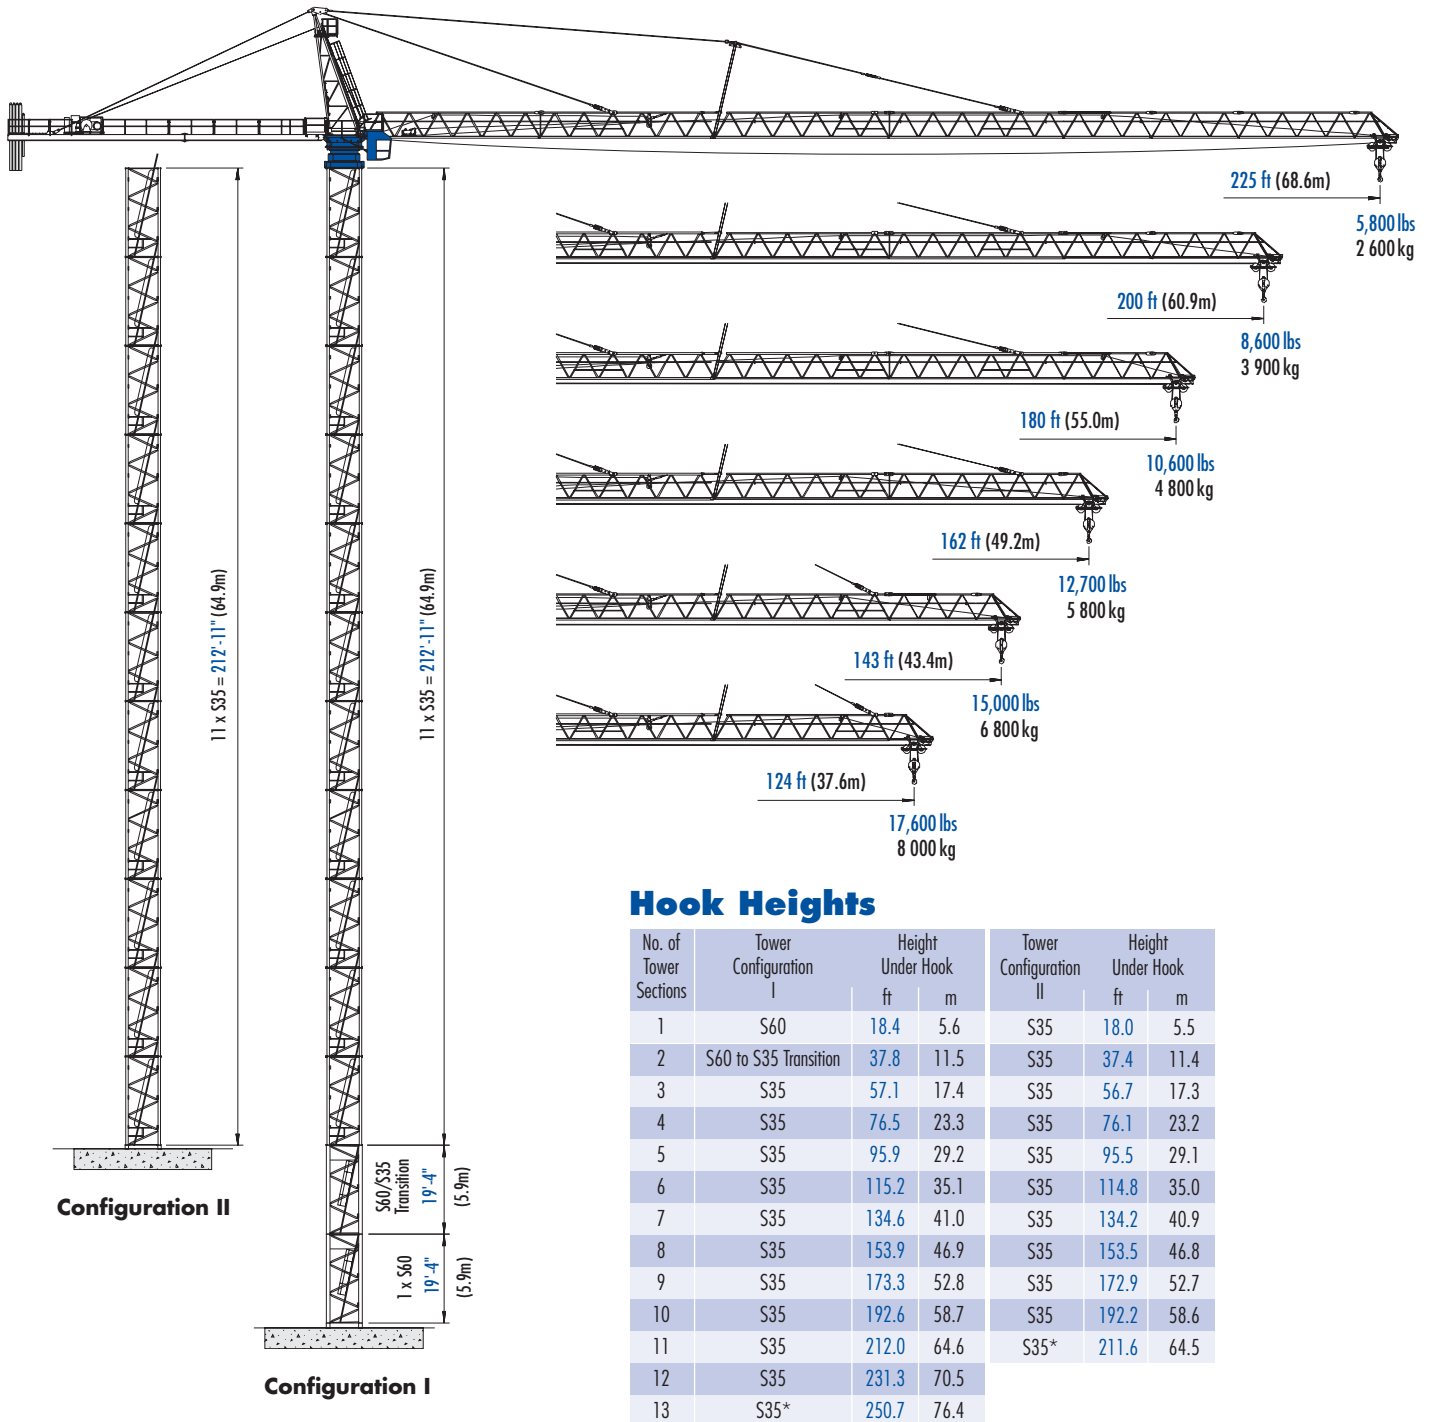 225 ft (68.6m)
5,800 lbs
2 600 kg
200 ft (60.9m)
8,600 lbs
3 900 kg
180 ft (55.0m)
10,600 lbs
4 800 kg
162 ft (49.2m)
12,700 lbs
5 800 kg
143 ft (43.4m)
15,000 lbs
6 800 kg
124 ft (37.6m)
17,600 lbs
8 000 kg
11 x S35 = 212'-11" (64.9m)
11 x S35 = 212'-11" (64.9m)
S60/S35
Transition
19'-4"
(5.9m)
1 x S60
19'-4"
(5.9m)
Configuration II
Configuration I
Hook Heights
No. of Tower Sections Tower Configuration I Height Under Hook Tower Configuration II Height Under Hook
ft m ft m
1 S60 18.4 5.6 S35 18.0 5.5
2 S60 to S35 Transition 37.8 11.5 S35 37.4 11.4
3 S35 57.1 17.4 S35 56.7 17.3
4 S35 76.5 23.3 S35 76.1 23.2
5 S35 95.9 29.2 S35 95.5 29.1
6 S35 115.2 35.1 S35 114.8 35.0
7 S35 134.6 41.0 S35 134.2 40.9
8 S35 153.9 46.9 S35 153.5 46.8
9 S35 173.3 52.8 S35 172.9 52.7
10 S35 192.6 58.7 S35 192.2 58.6
11 S35 212.0 64.6 S35* 211.6 64.5
12 S35 231.3 70.5
13 S35* 250.7 76.4